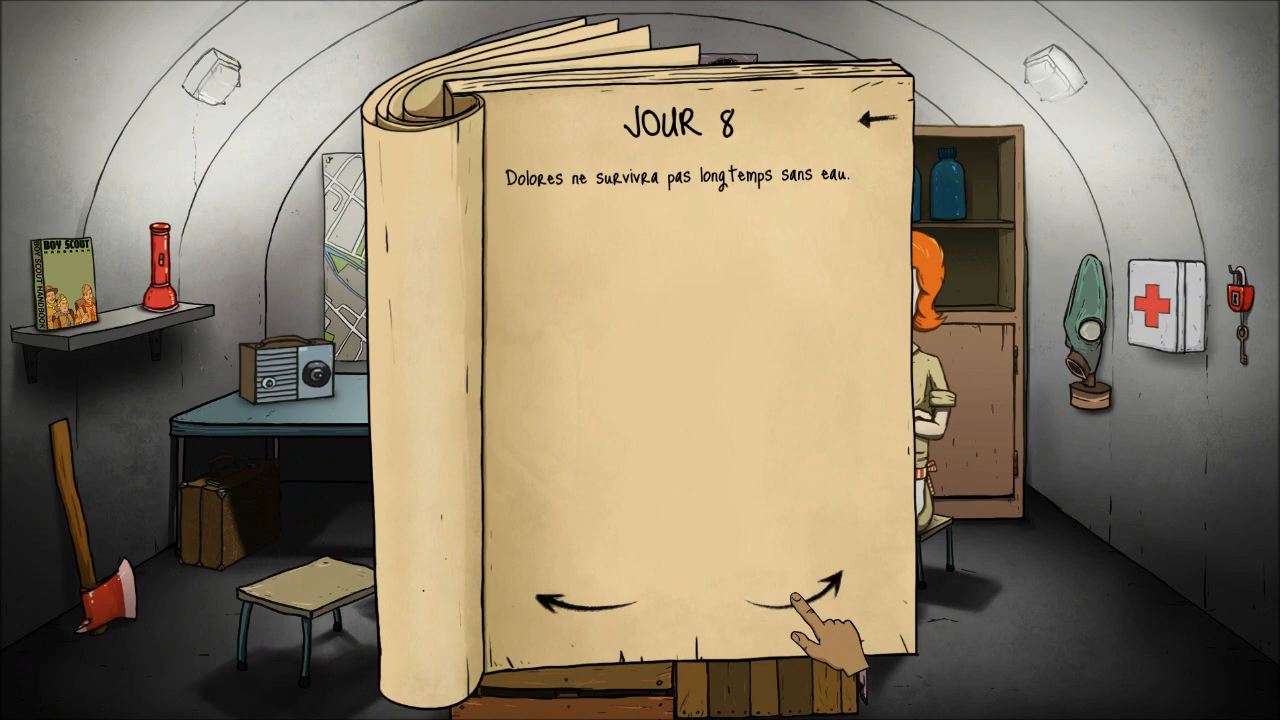 JOUR 8
Dolores ne survivra pas longtemps sans eau.
BOY SCOUT
BOY SCOUT HANDBOOK